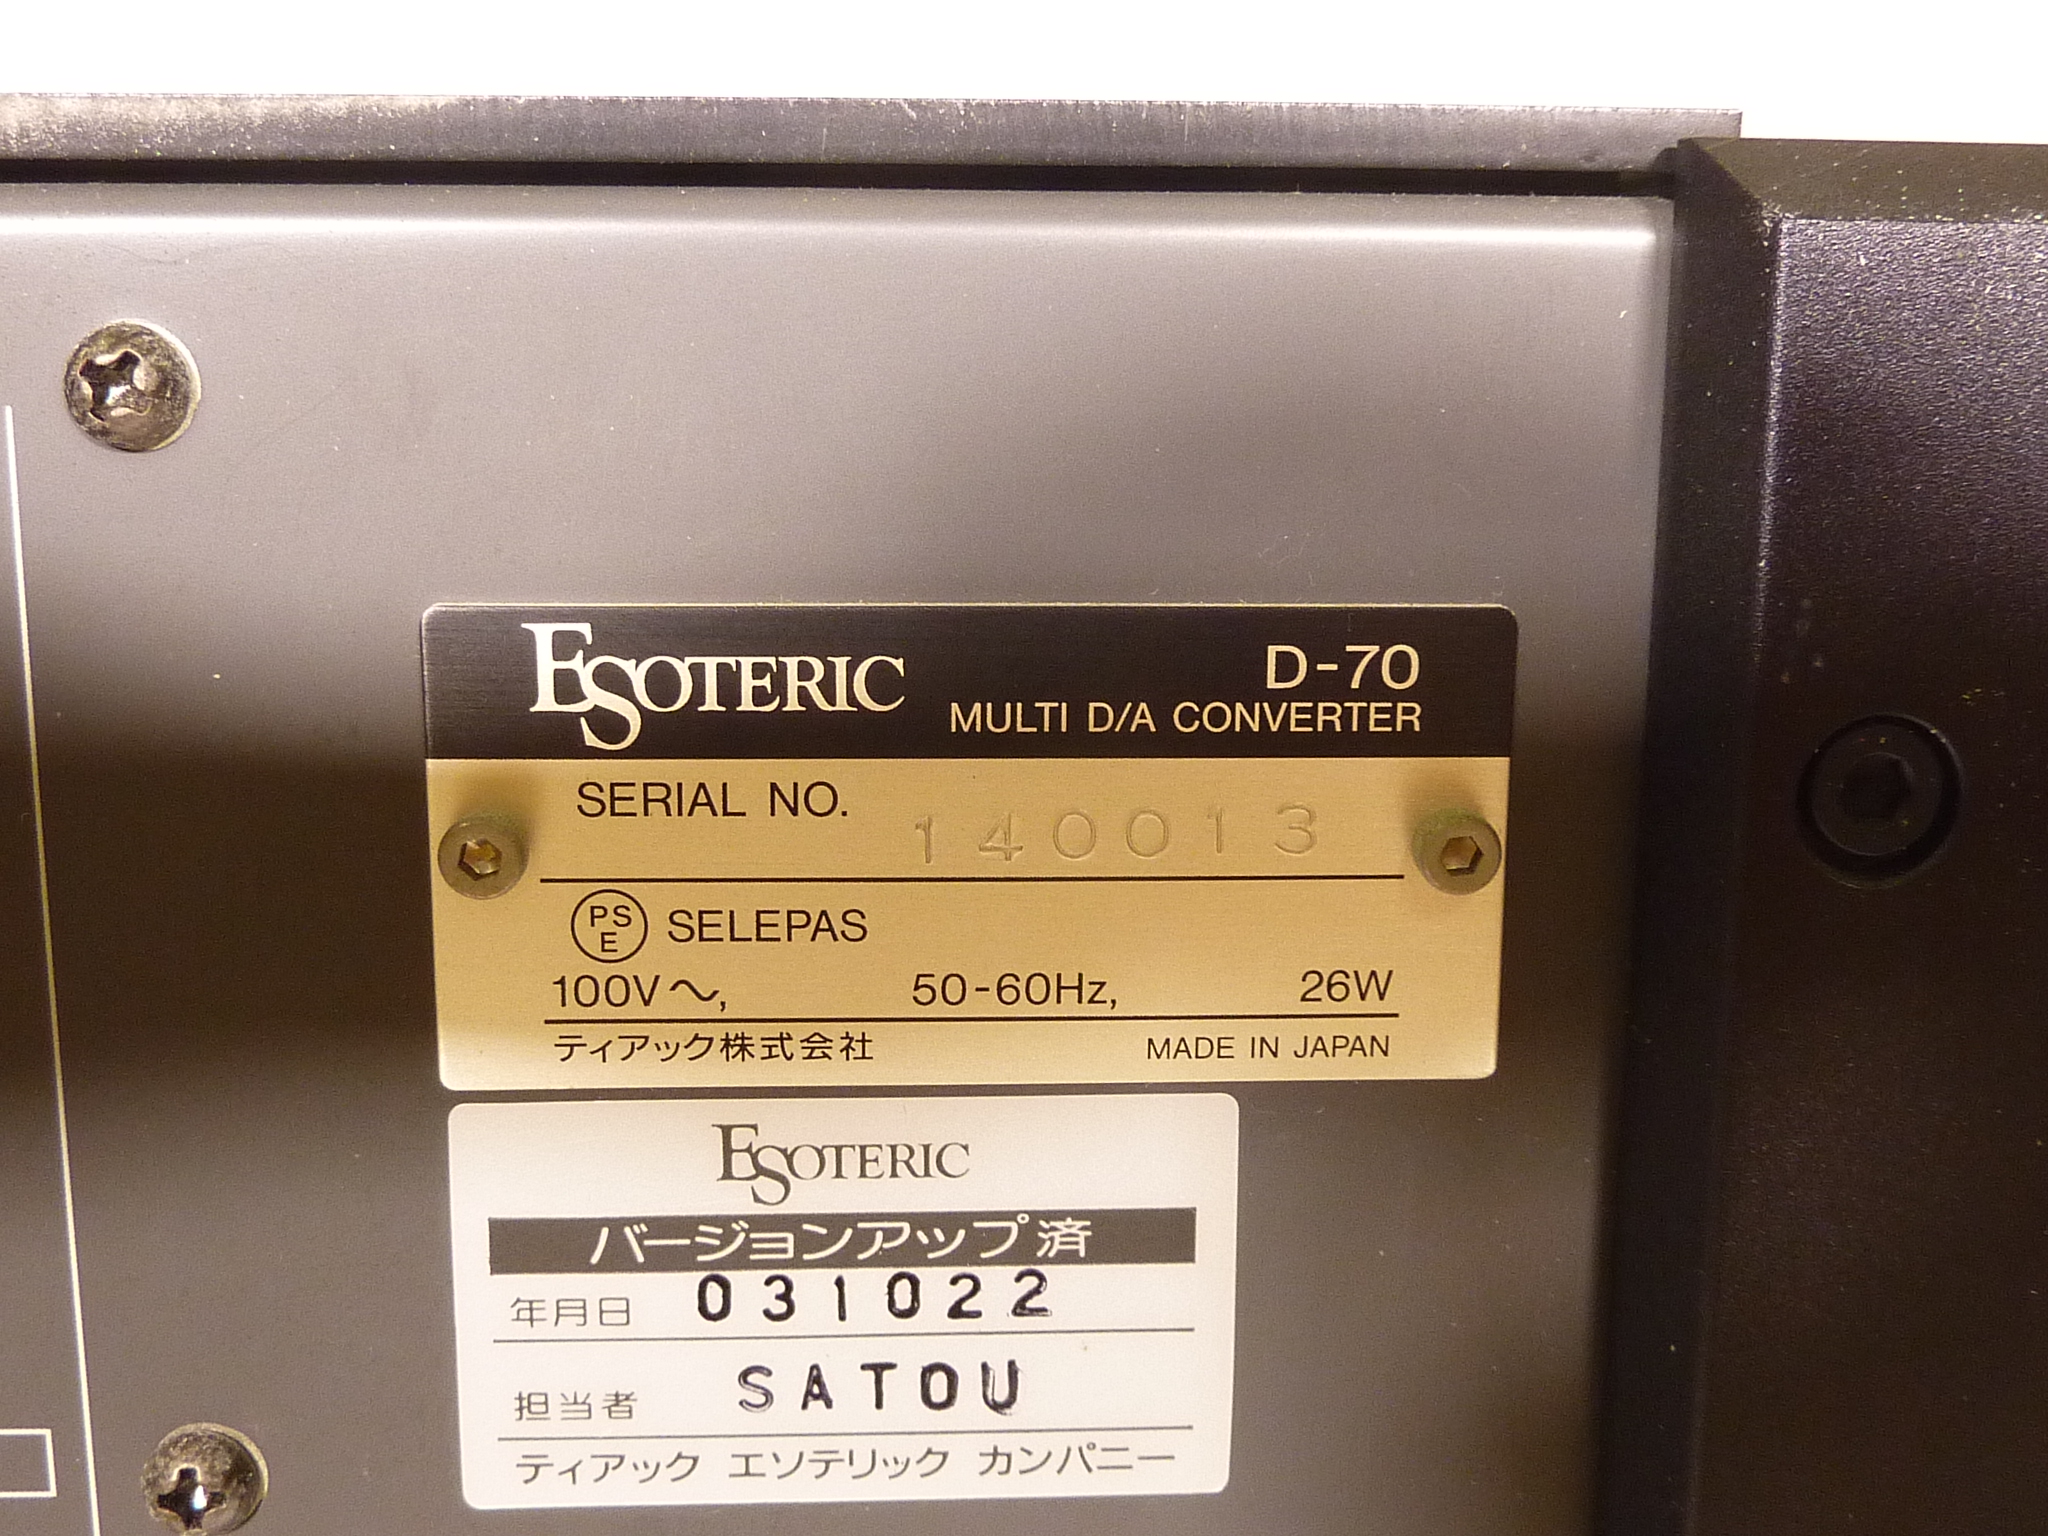 ESOTERIC D-70
MULTI D/A CONVERTER
SERIAL NO. 140013
PS E SELEPAS
100V～, 50-60Hz, 26W
ティアック株式会社 MADE IN JAPAN
ESOTERIC
バージョンアップ済
年月日 031022
担当者 SATOU
ティアック エソテリック カンパニー